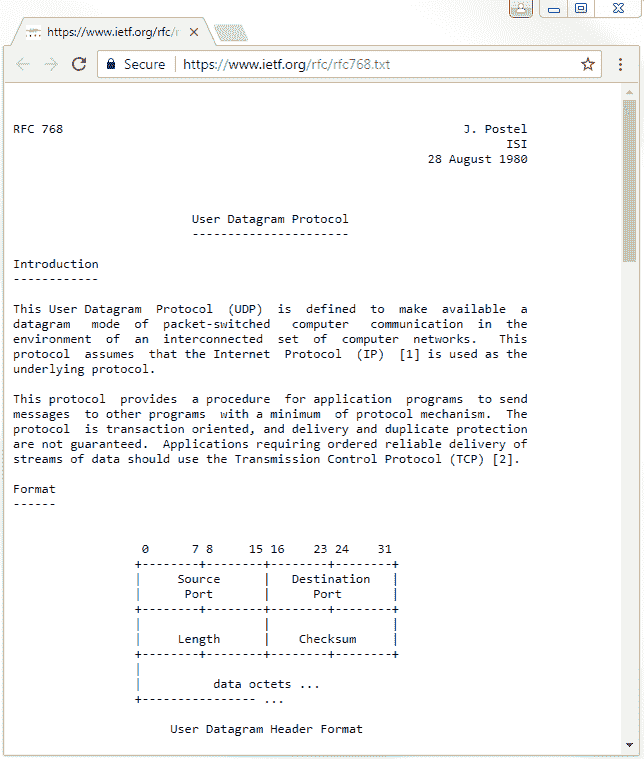 https://www.ietf.org/rfc/r
Secure https://www.ietf.org/rfc/rfc768.txt
RFC 768 J. Postel
ISI
28 August 1980
User Datagram Protocol
----------------------
Introduction
------------
This User Datagram Protocol (UDP) is defined to make available a
datagram mode of packet-switched computer communication in the
environment of an interconnected set of computer networks. This
protocol assumes that the Internet Protocol (IP) [1] is used as the
underlying protocol.
This protocol provides a procedure for application programs to send
messages to other programs with a minimum of protocol mechanism. The
protocol is transaction oriented, and delivery and duplicate protection
are not guaranteed. Applications requiring ordered reliable delivery of
streams of data should use the Transmission Control Protocol (TCP) [2].
Format
------
0 7 8 15 16 23 24 31
+--------+--------+--------+--------+
| Source | Destination |
| Port | Port |
+--------+--------+--------+--------+
| | |
| Length | Checksum |
+--------+--------+--------+--------+
|
| data octets ...
+---------------- ...
User Datagram Header Format